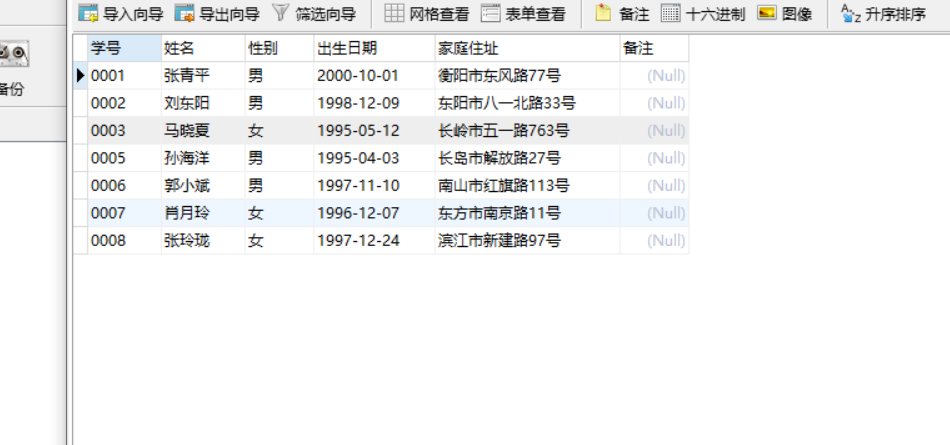 导入向导 导出向导 筛选向导 网格查看 表单查看 备注 十六进制 图像 升序排序
学号 姓名 性别 出生日期 家庭住址 备注
0001 张青平 男 2000-10-01 衡阳市东风路77号 (Null)
备份
0002 刘东阳 男 1998-12-09 东阳市八一北路33号 (Null)
0003 马晓夏 女 1995-05-12 长岭市五一路763号 (Null)
0005 孙海洋 男 1995-04-03 长岛市解放路27号 (Null)
0006 郭小斌 男 1997-11-10 南山市红旗路113号 (Null)
0007 肖月玲 女 1996-12-07 东方市南京路11号 (Null)
0008 张玲珑 女 1997-12-24 滨江市新建路97号 (Null)